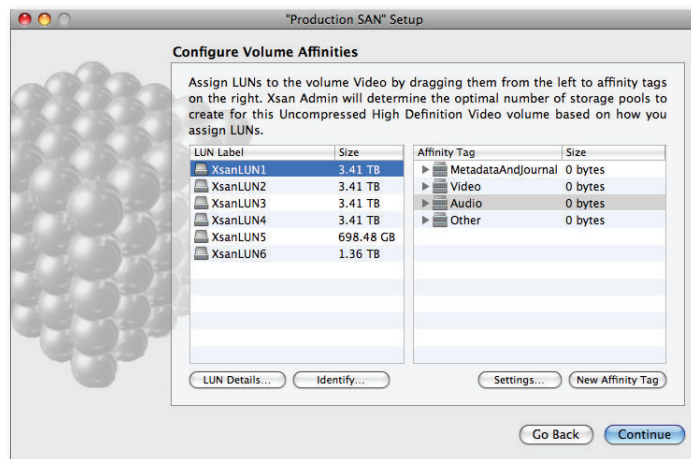 "Production SAN" Setup
Configure Volume Affinities
Assign LUNs to the volume Video by dragging them from the left to affinity tags
on the right. Xsan Admin will determine the optimal number of storage pools to
create for this Uncompressed High Definition Video volume based on how you
assign LUNs.
LUN Label Size Affinity Tag Size
XsanLUN1 3.41 TB MetadataAndJournal 0 bytes
XsanLUN2 3.41 TB Video 0 bytes
XsanLUN3 3.41 TB Audio 0 bytes
XsanLUN4 3.41 TB Other 0 bytes
XsanLUN5 698.48 GB
XsanLUN6 1.36 TB
LUN Details... Identify... Settings... New Affinity Tag
Go Back Continue